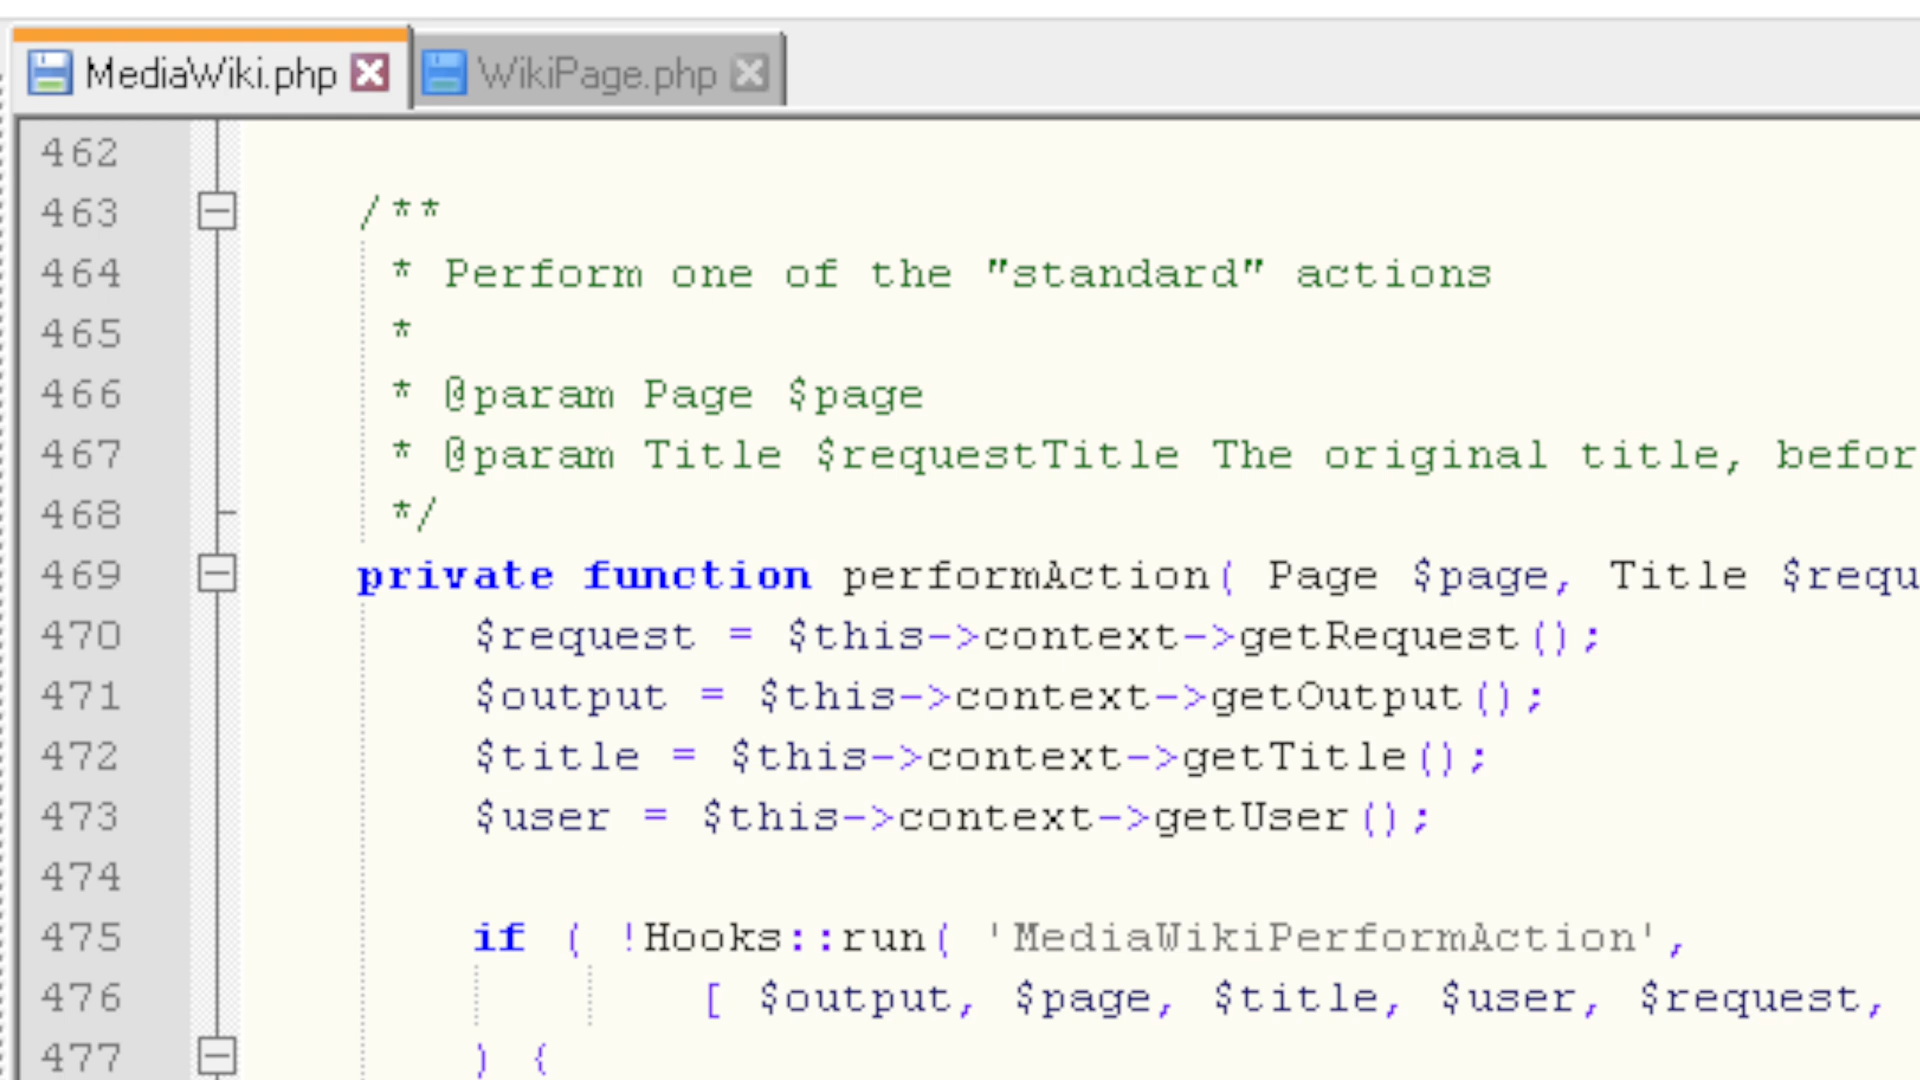 MediaWiki.php WikiPage.php
462
463 /**
464 * Perform one of the "standard" actions
465 *
466 * @param Page $page
467 * @param Title $requestTitle The original title, befor
468 */
469 private function performAction( Page $page, Title $requ
470 $request = $this->context->getRequest();
471 $output = $this->context->getOutput();
472 $title = $this->context->getTitle();
473 $user = $this->context->getUser();
474
475 if ( !Hooks::run( 'MediaWikiPerformAction',
476 [ $output, $page, $title, $user, $request,
477 ) {